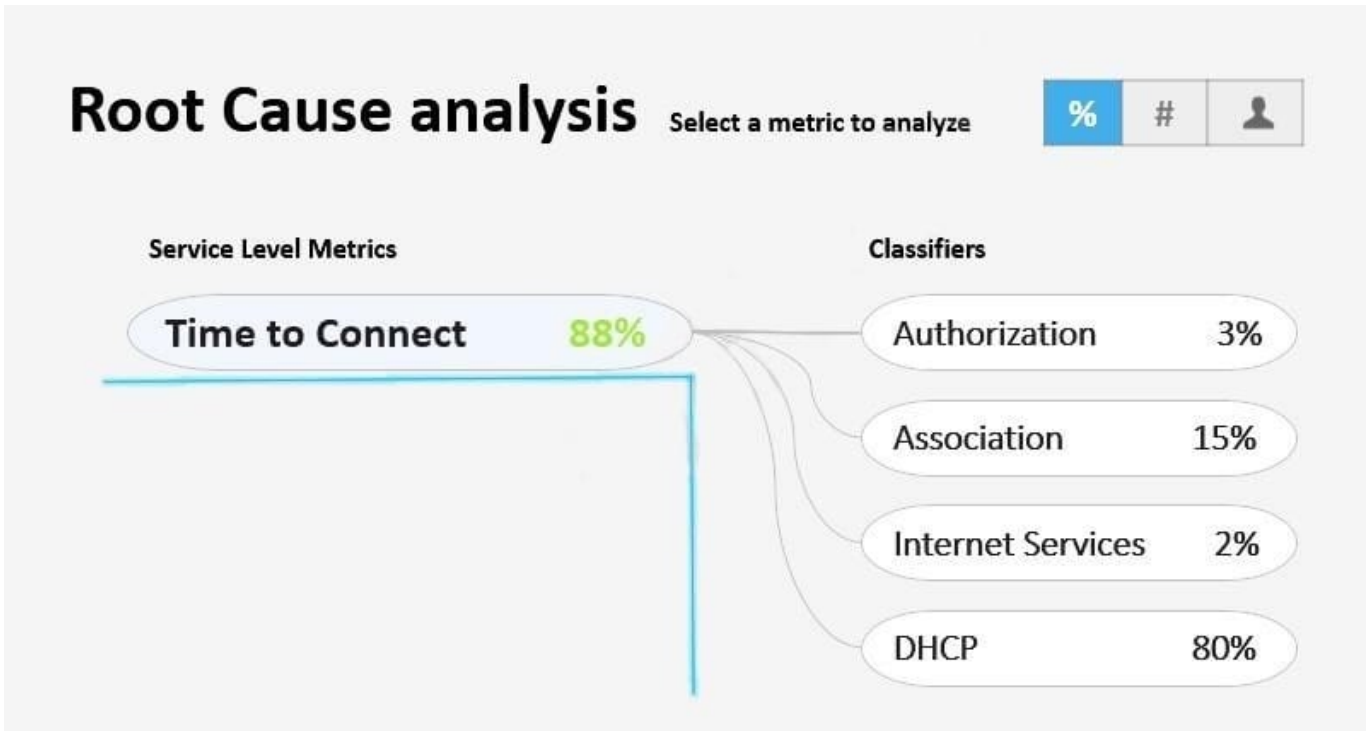 Root Cause analysis Select a metric to analyze % #
Service Level Metrics Classifiers
Time to Connect 88% Authorization 3%
Association 15%
Internet Services 2%
DHCP 80%